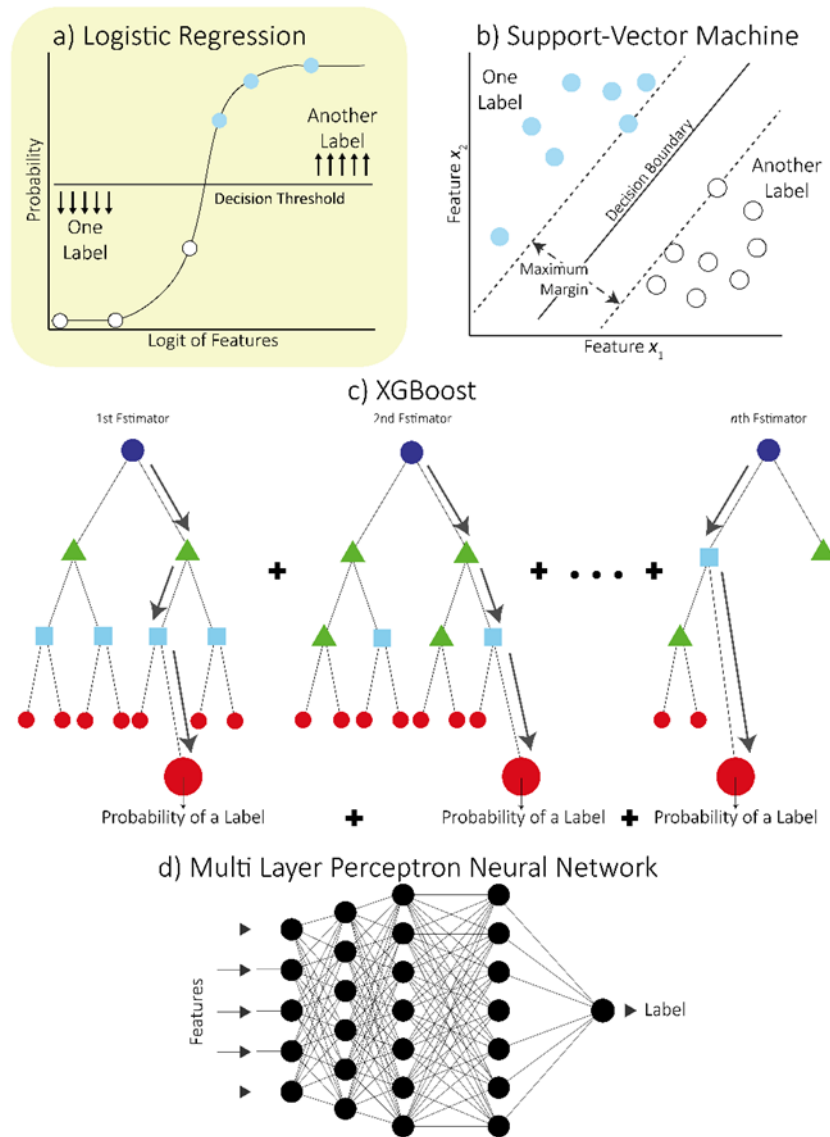 a) Logistic Regression
Probability
Another
Label
Decision Threshold
One
Label
Logit of Features
b) Support-Vector Machine
One
Label
Feature x2
Decision Boundary
Another
Label
Maximum
Margin
Feature x1
c) XGBoost
1st Estimator
2nd Estimator
nth Estimator
+
+ • • • +
Probability of a Label + Probability of a Label + Probability of a Label
d) Multi Layer Perceptron Neural Network
Features
Label